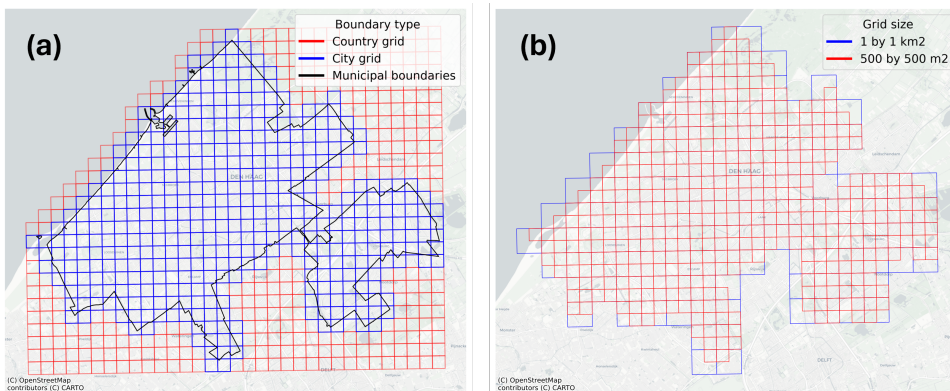 (a)
Boundary type
Country grid
City grid
Municipal boundaries
DEN HAAG
DELFT
(C) OpenStreetMap
contributors (C) CARTO
(b)
Grid size
1 by 1 km2
500 by 500 m2
DEN HAAG
DELFT
(C) OpenStreetMap
contributors (C) CARTO